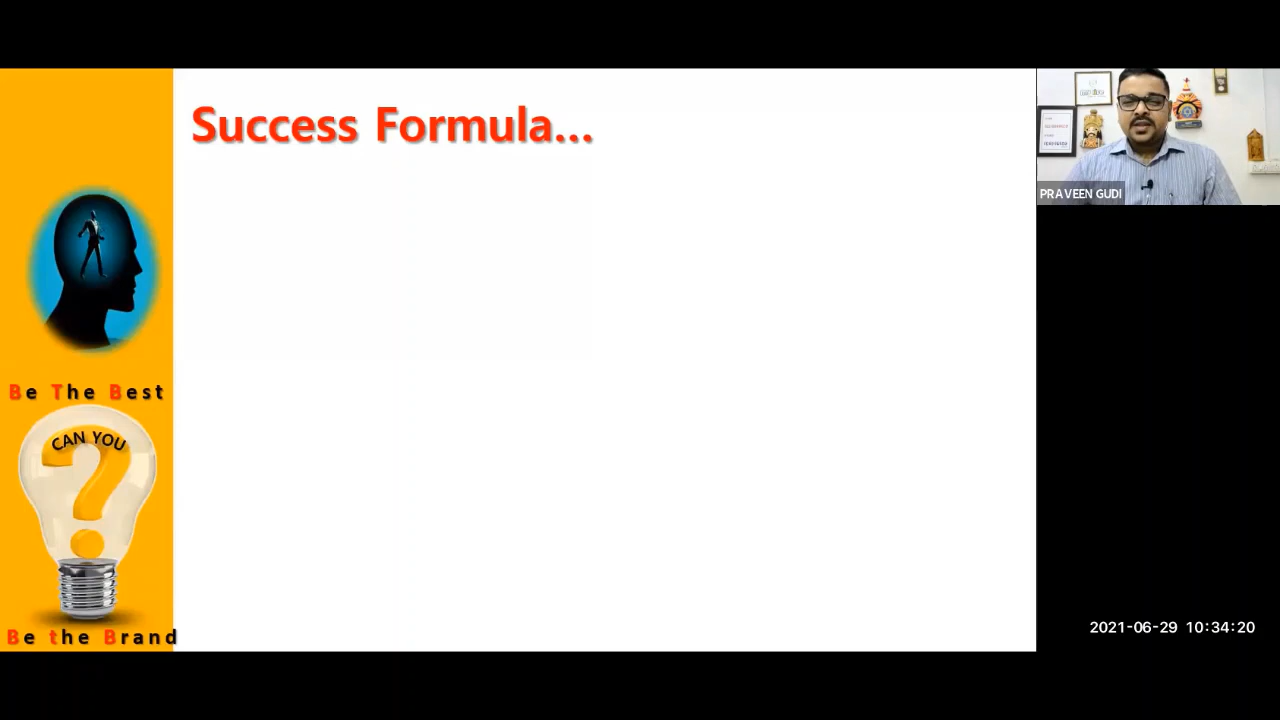 Success Formula...
Be The Best
CAN YOU
?
Be the Brand
PRAVEEN GUDI
2021-06-29 10:34:20